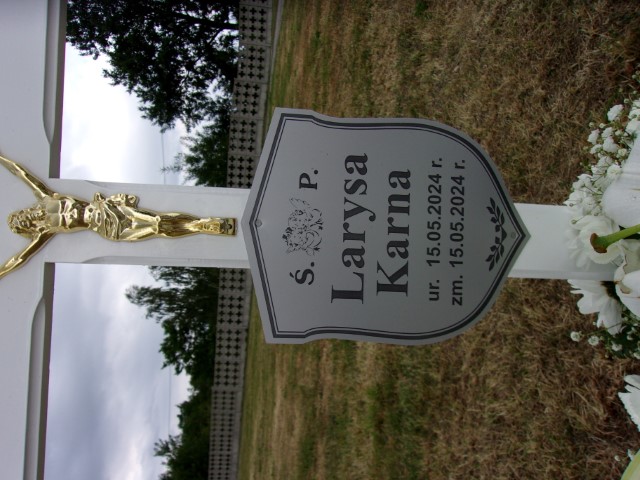 Ś. P.
Larysa
Karna
ur. 15.05.2024 r.
zm. 15.05.2024 r.